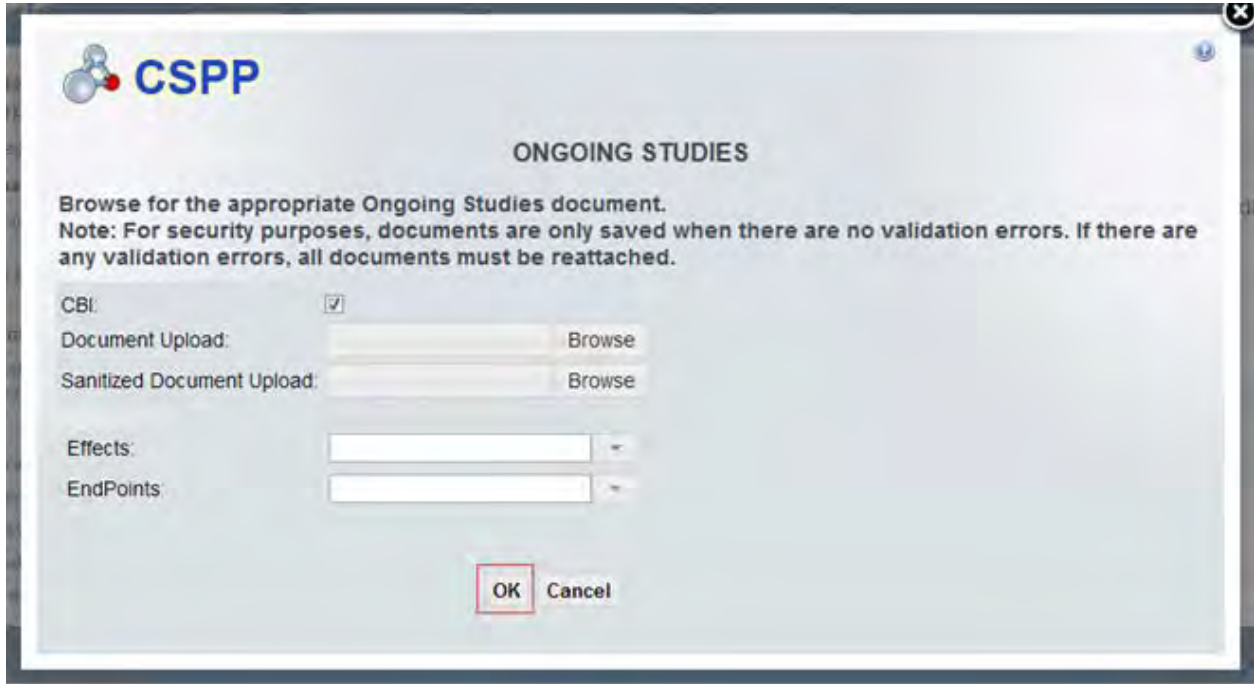 CSPP
ONGOING STUDIES
Browse for the appropriate Ongoing Studies document.
Note: For security purposes, documents are only saved when there are no validation errors. If there are
any validation errors, all documents must be reattached.
CBI:
Document Upload: Browse
Sanitized Document Upload: Browse
Effects:
EndPoints:
OK Cancel